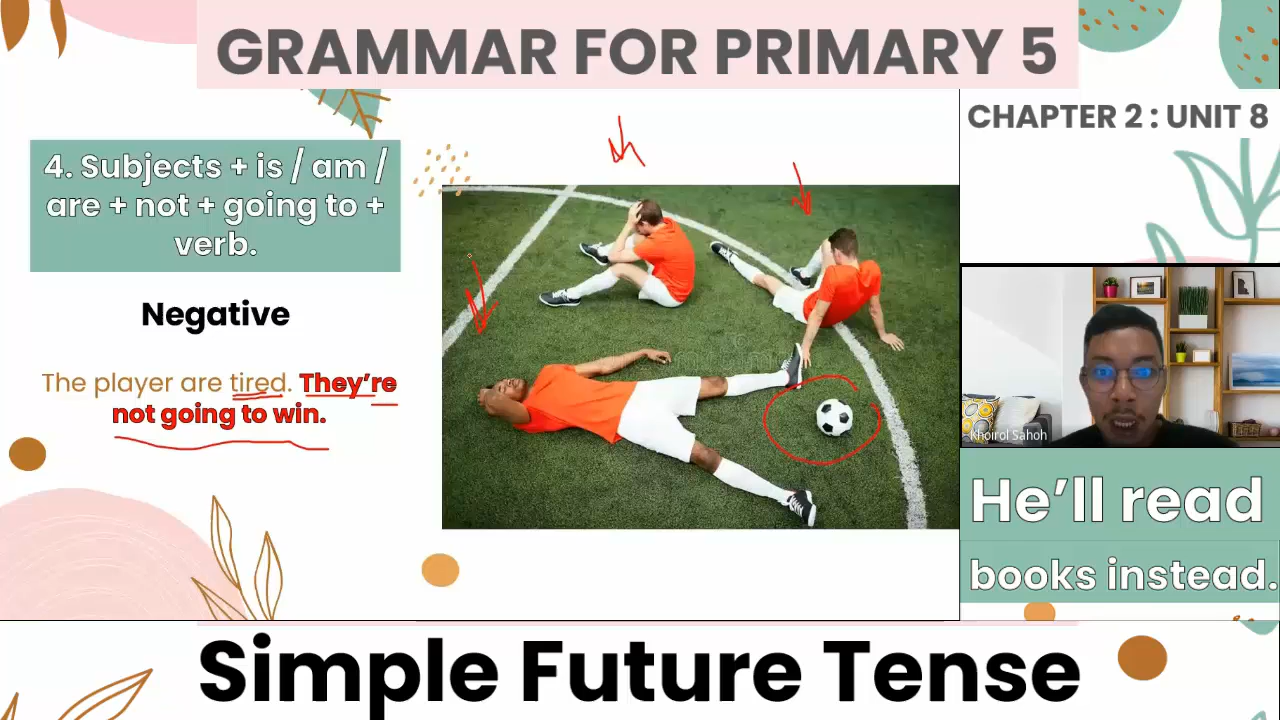 GRAMMAR FOR PRIMARY 5
CHAPTER 2 : UNIT 8
4. Subjects + is / am /
are + not + going to +
verb.
Negative
The player are tired. They're
not going to win.
Khoirol Sahoh
He'll read
books instead.
Simple Future Tense